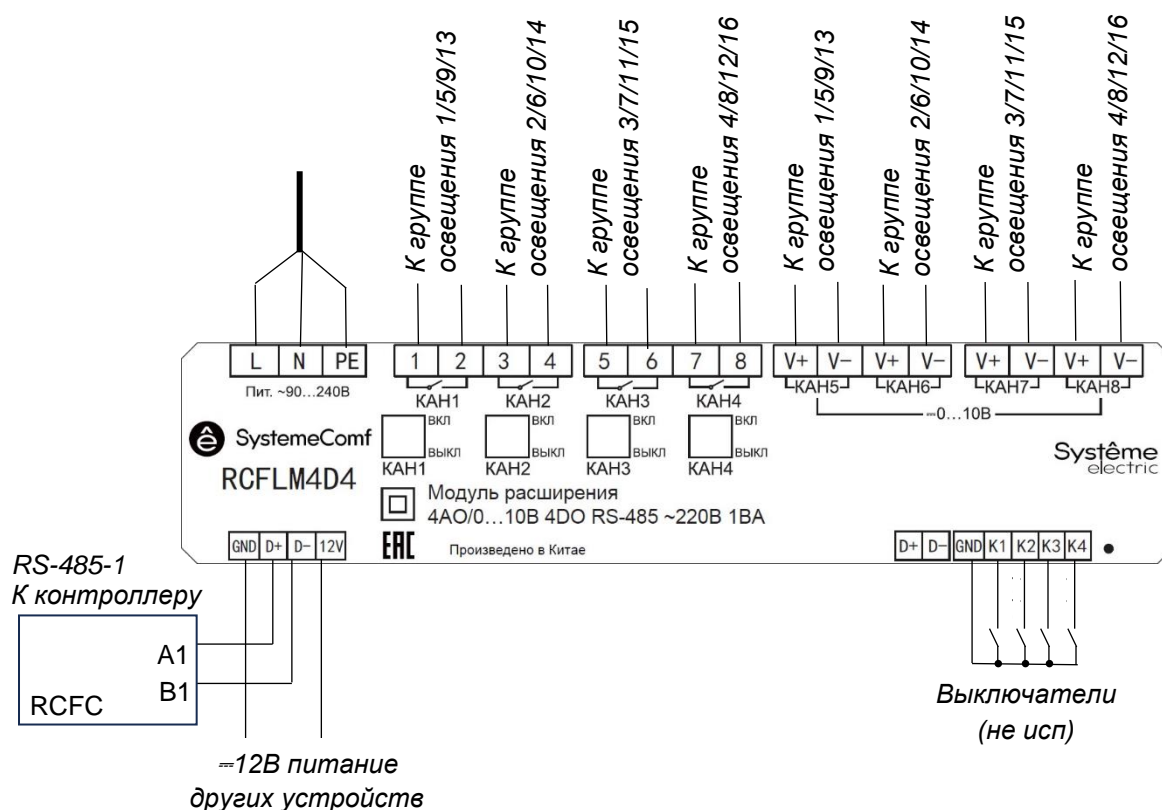 К группе
освещения 1/5/9/13
К группе
освещения 2/6/10/14
К группе
освещения 3/7/11/15
К группе
освещения 4/8/12/16
К группе
освещения 1/5/9/13
К группе
освещения 2/6/10/14
К группе
освещения 3/7/11/15
К группе
освещения 4/8/12/16
L N PE 1 2 3 4 5 6 7 8 V+ V- V+ V- V+ V- V+ V-
Пит. ~90...240В
КАН1 КАН2 КАН3 КАН4 КАН5 КАН6 КАН7 КАН8
⎓0...10В
вкл вкл вкл вкл
выкл выкл выкл выкл
КАН1 КАН2 КАН3 КАН4
ê SystemeComf
RCFLM4D4
Systême
electric
Модуль расширения
4AO/0...10В 4DO RS-485 ~220В 1ВА
EAC Произведено в Китае
GND D+ D- 12V
D+ D- GND K1 K2 K3 K4
RS-485-1
К контроллеру
A1
B1
RCFC
⎓12В питание
других устройств
Выключатели
(не исп)